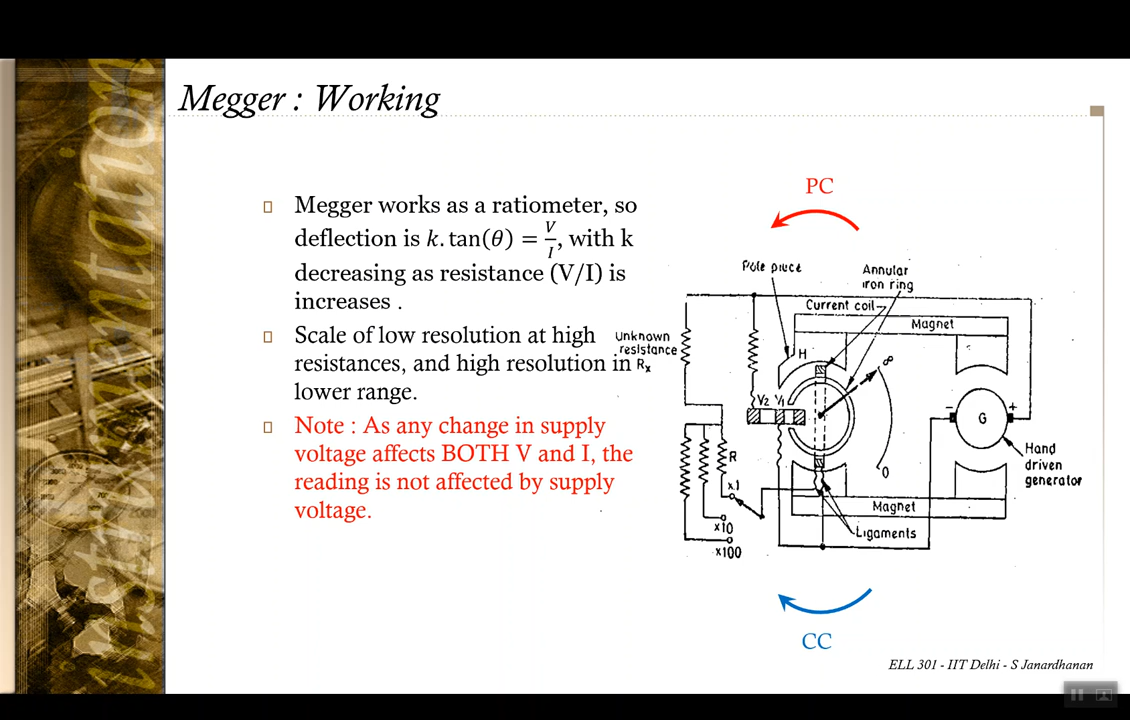 Megger : Working
Megger works as a ratiometer, so
deflection is k.tan(θ) = V/I, with k
decreasing as resistance (V/I) is
increases .
Scale of low resolution at high
resistances, and high resolution in
lower range.
Note : As any change in supply
voltage affects BOTH V and I, the
reading is not affected by supply
voltage.
PC
Pole piece
Annular
iron ring
Current coil
Magnet
Unknown
resistance
Rx
H
∞
V2
V1
-
G
+
R
0
Hand
driven
generator
x1
x10
x100
Magnet
Ligaments
CC
ELL 301 - IIT Delhi - S Janardhanan